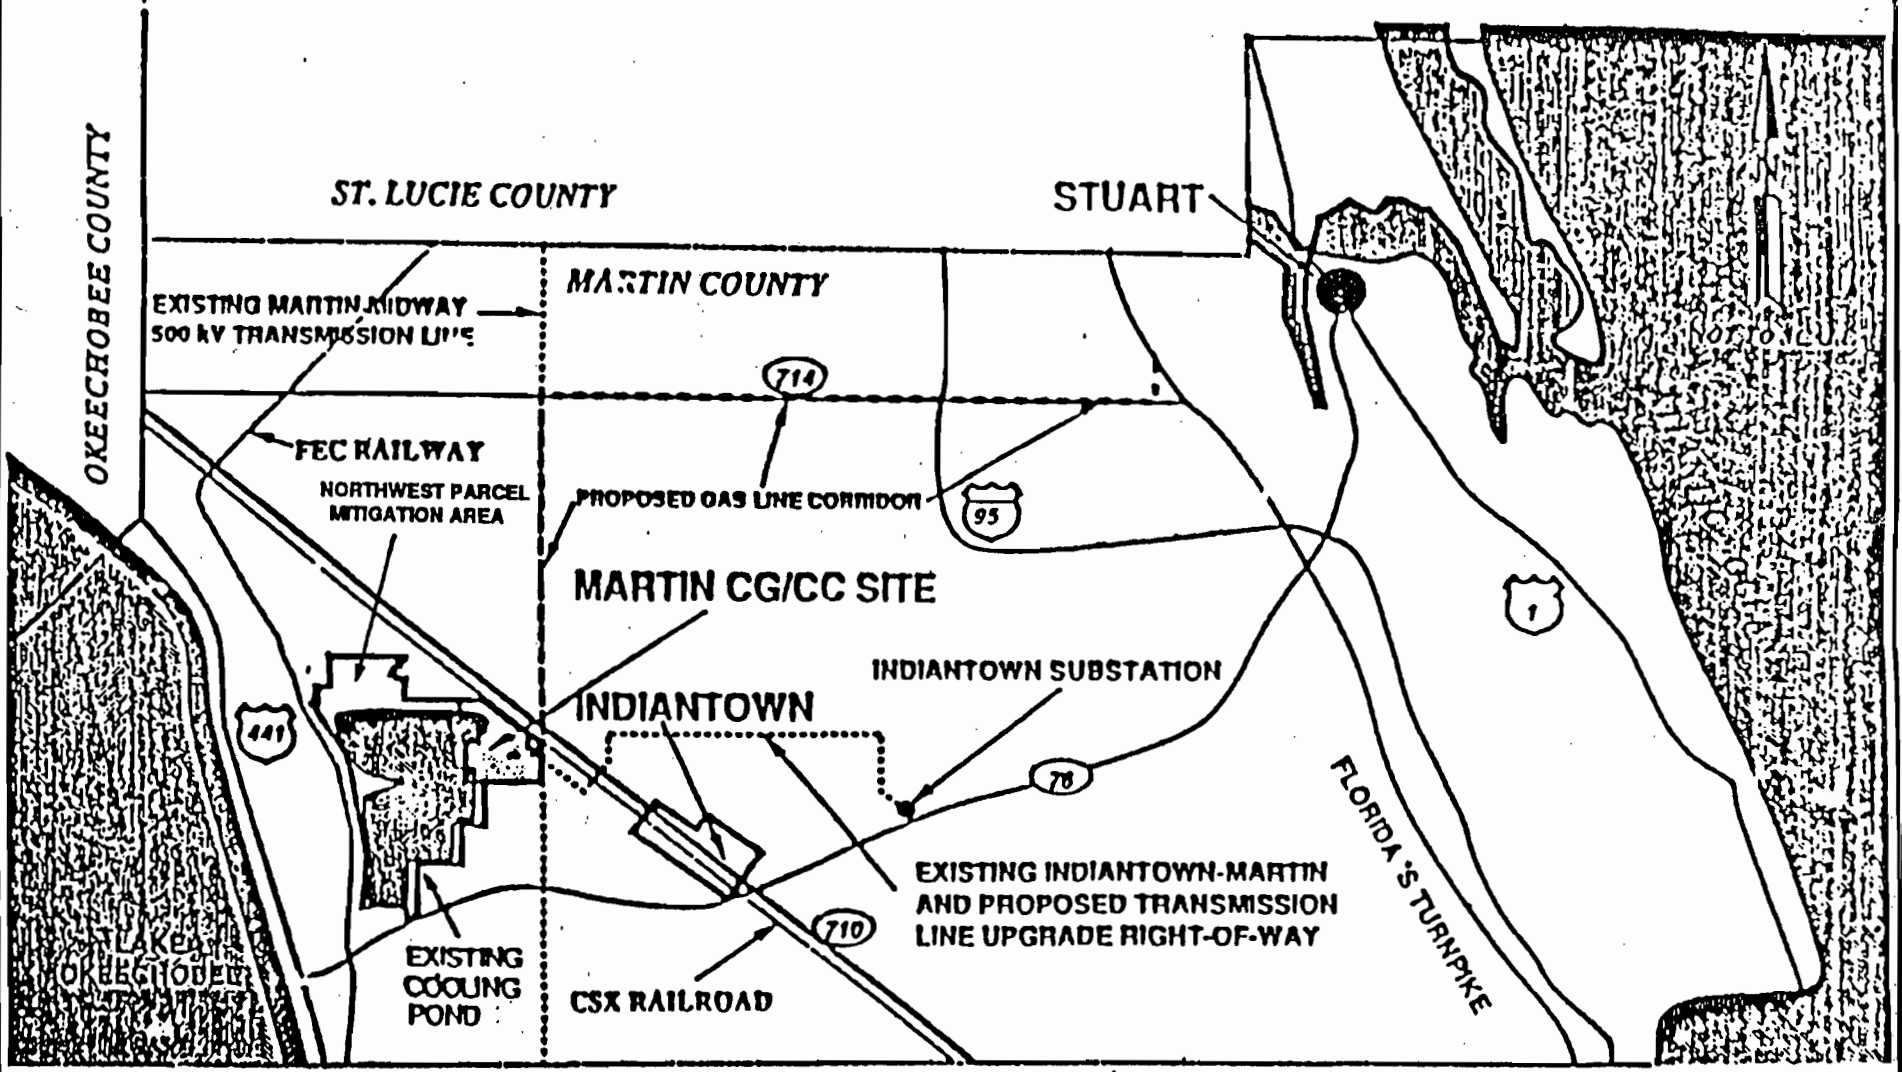 OKEECHOBEE COUNTY
ST. LUCIE COUNTY
STUART
MARTIN COUNTY
EXISTING MARTIN-MIDWAY
500 kV TRANSMISSION LINE
714
FEC RAILWAY
NORTHWEST PARCEL
MITIGATION AREA
PROPOSED GAS LINE CORRIDOR
95
MARTIN CG/CC SITE
1
INDIANTOWN SUBSTATION
INDIANTOWN
441
76
FLORIDA'S TURNPIKE
EXISTING INDIANTOWN-MARTIN
AND PROPOSED TRANSMISSION
LINE UPGRADE RIGHT-OF-WAY
710
LAKE
OKEECHOBEE
EXISTING
COOLING
POND
CSX RAILROAD